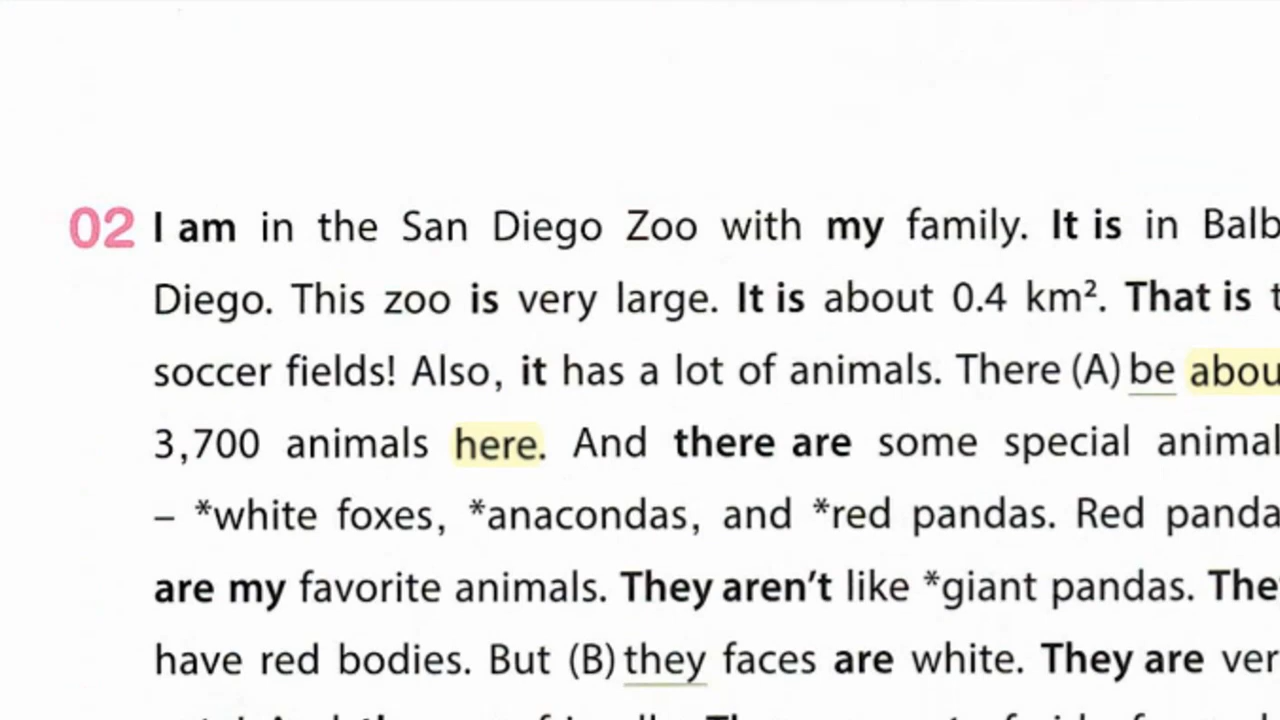 02 I am in the San Diego Zoo with my family. It is in
Diego. This zoo is very large. It is about 0.4 km². That is
soccer fields! Also, it has a lot of animals. There (A) be
3,700 animals here. And there are some special
– *white foxes, *anacondas, and *red pandas. Red
are my favorite animals. They aren't like *giant pandas.
have red bodies. But (B) they faces are white. They are